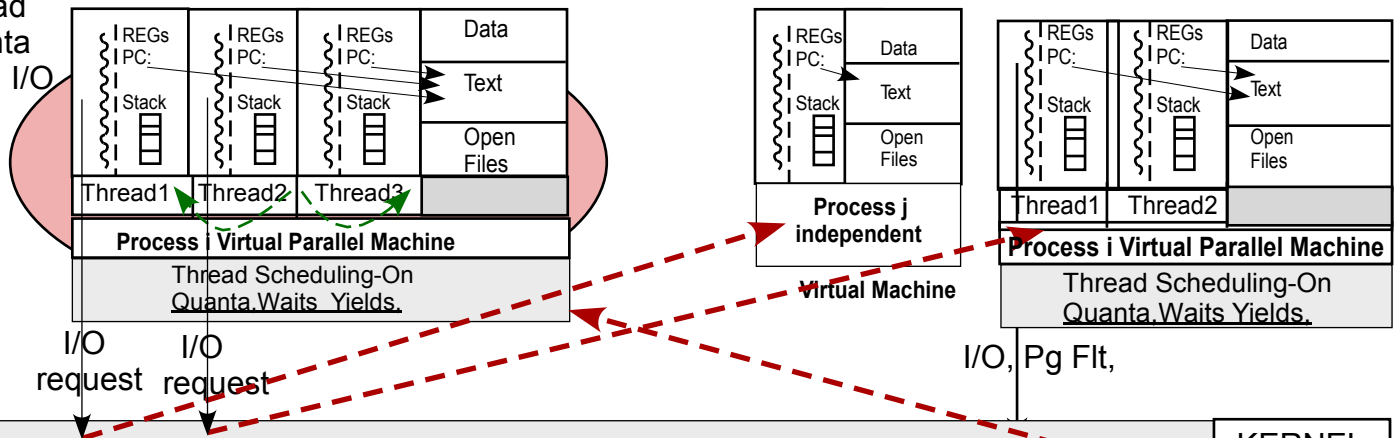 I/O
REGs
PC:
Stack
REGs
PC:
Stack
REGs
PC:
Stack
Data
Text
Open
Files
Thread1
Thread2
Thread3
Process i Virtual Parallel Machine
Thread Scheduling-On
Quanta,Waits Yields,
I/O
request
I/O
request
REGs
PC:
Stack
Data
Text
Open
Files
Process j
independent
Virtual Machine
REGs
PC:
Stack
REGs
PC:
Stack
Data
Text
Open
Files
Thread1
Thread2
Process i Virtual Parallel Machine
Thread Scheduling-On
Quanta,Waits Yields,
I/O, Pg Flt,
KERNEL